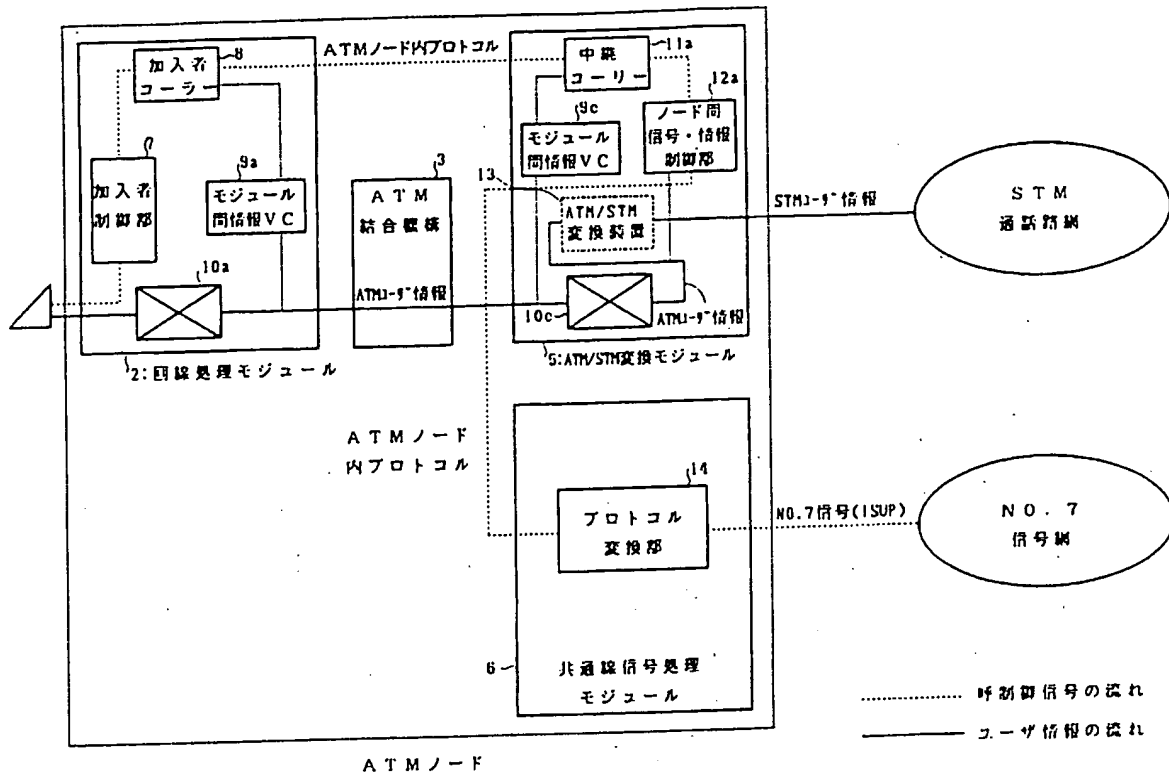 ATMノード内プロトコル
8
加入者
コーラー
7
加入者
制御部
9a
モジュール
間情報VC
10a
2:回線処理モジュール
3
ATM
結合機構
ATMユーザ情報
11a
中継
コーリー
12a
ノード間
信号・情報
制御部
9c
モジュール
間情報VC
13
ATM/STM
変換装置
10c
ATMユーザ情報
5:ATM/STM変換モジュール
STMユーザ情報
STM
通話路網
ATMノード
内プロトコル
14
プロトコル
変換部
NO.7信号(ISUP)
NO.7
信号網
6
共通線信号処理
モジュール
呼制御信号の流れ
ユーザ情報の流れ
ATMノード